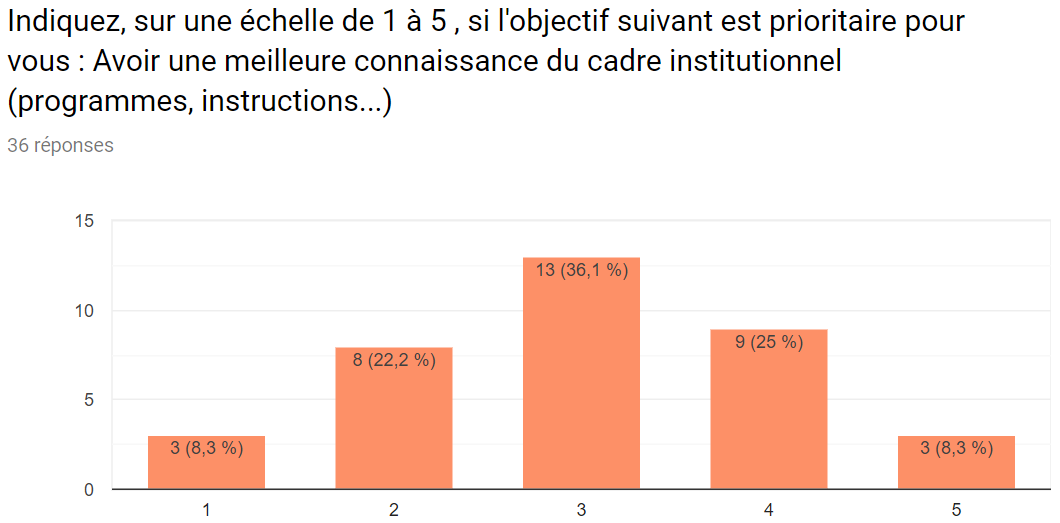 Indiquez, sur une échelle de 1 à 5 , si l'objectif suivant est prioritaire pour
vous : Avoir une meilleure connaissance du cadre institutionnel
(programmes, instructions...)
36 réponses
15
10
5
0
3 (8,3 %)
8 (22,2 %)
13 (36,1 %)
9 (25 %)
3 (8,3 %)
1
2
3
4
5